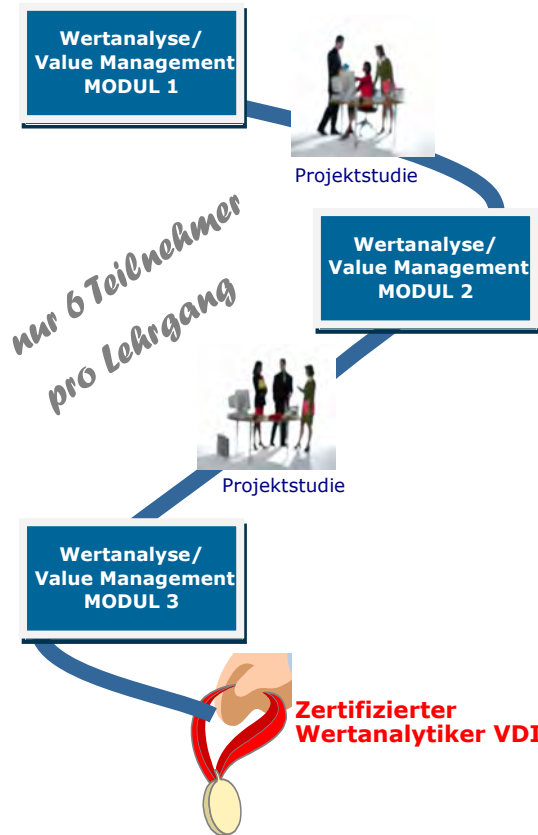 Wertanalyse/
Value Management
MODUL 1
Projektstudie
nur 6 Teilnehmer
pro Lehrgang
Wertanalyse/
Value Management
MODUL 2
Projektstudie
Wertanalyse/
Value Management
MODUL 3
Zertifizierter
Wertanalytiker VDI